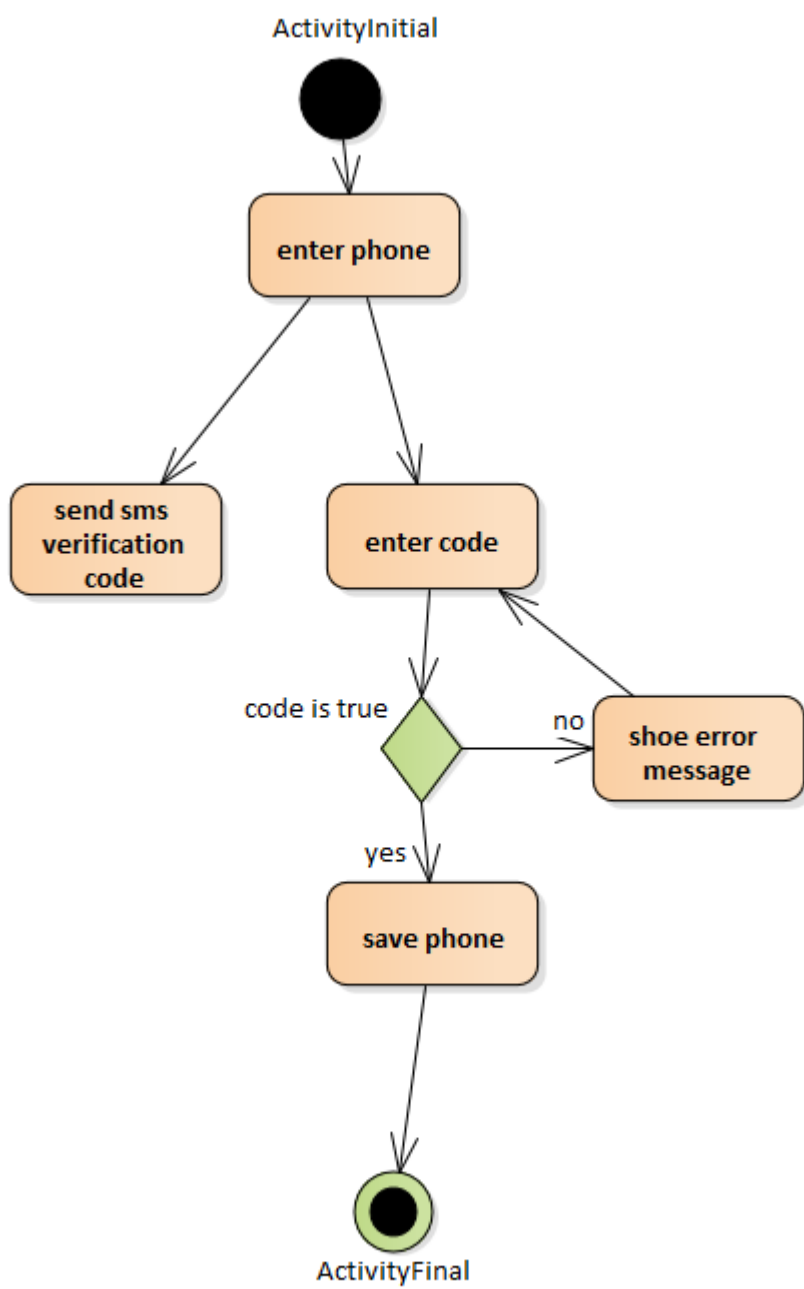 ActivityInitial
enter phone
send sms
verification
code
enter code
code is true
no
shoe error
message
yes
save phone
ActivityFinal